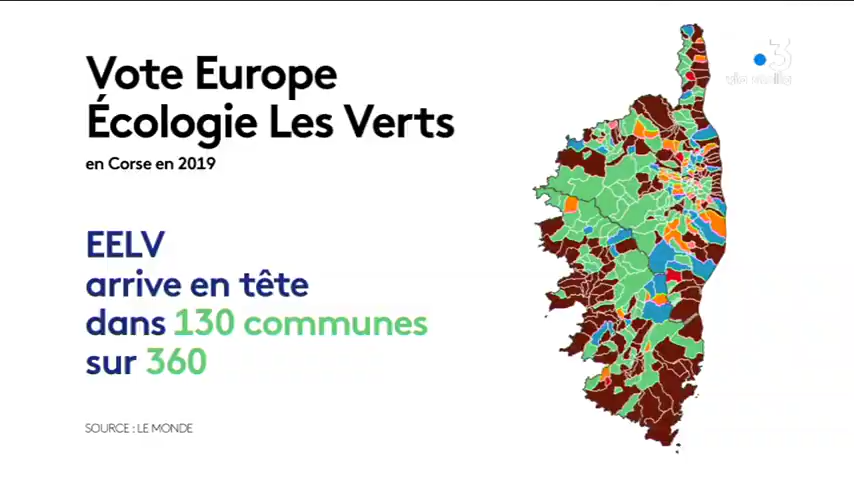 Vote Europe
Écologie Les Verts
en Corse en 2019
EELV
arrive en tête
dans 130 communes
sur 360
SOURCE : LE MONDE
3